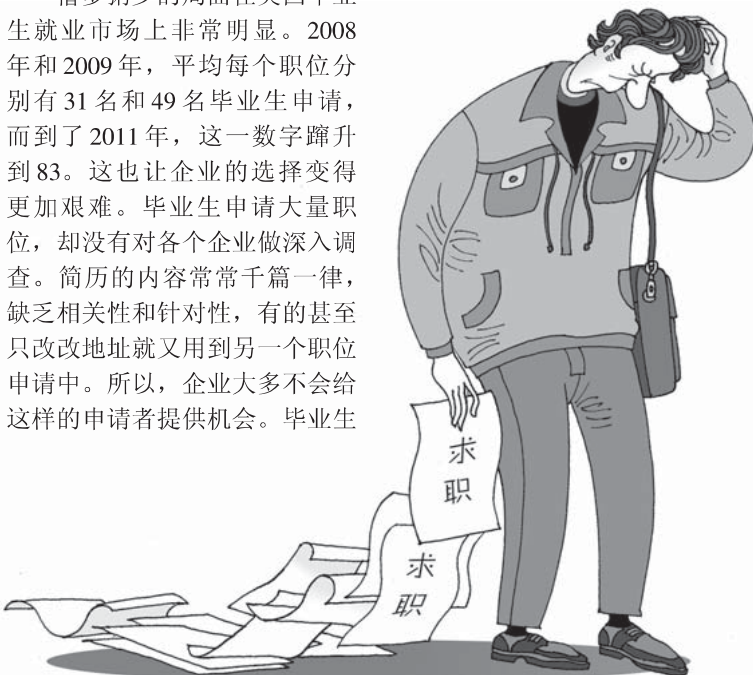 生就业市场上非常明显。2008
年和2009年，平均每个职位分
别有31名和49名毕业生申请，
而到了2011年，这一数字蹿升
到83。这也让企业的选择变得
更加艰难。毕业生申请大量职
位，却没有对各个企业做深入调
查。简历的内容常常千篇一律，
缺乏相关性和针对性，有的甚至
只改改地址就又用到另一个职位
申请中。所以，企业大多不会给
这样的申请者提供机会。毕业生
求
职
求
职